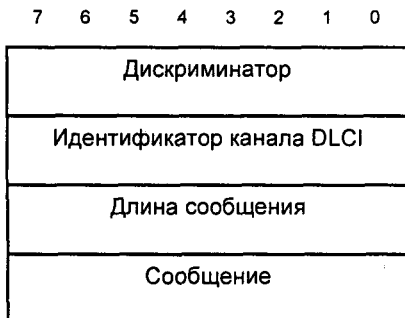 7 6 5 4 3 2 1 0
Дискриминатор
Идентификатор канала DLCI
Длина сообщения
Сообщение